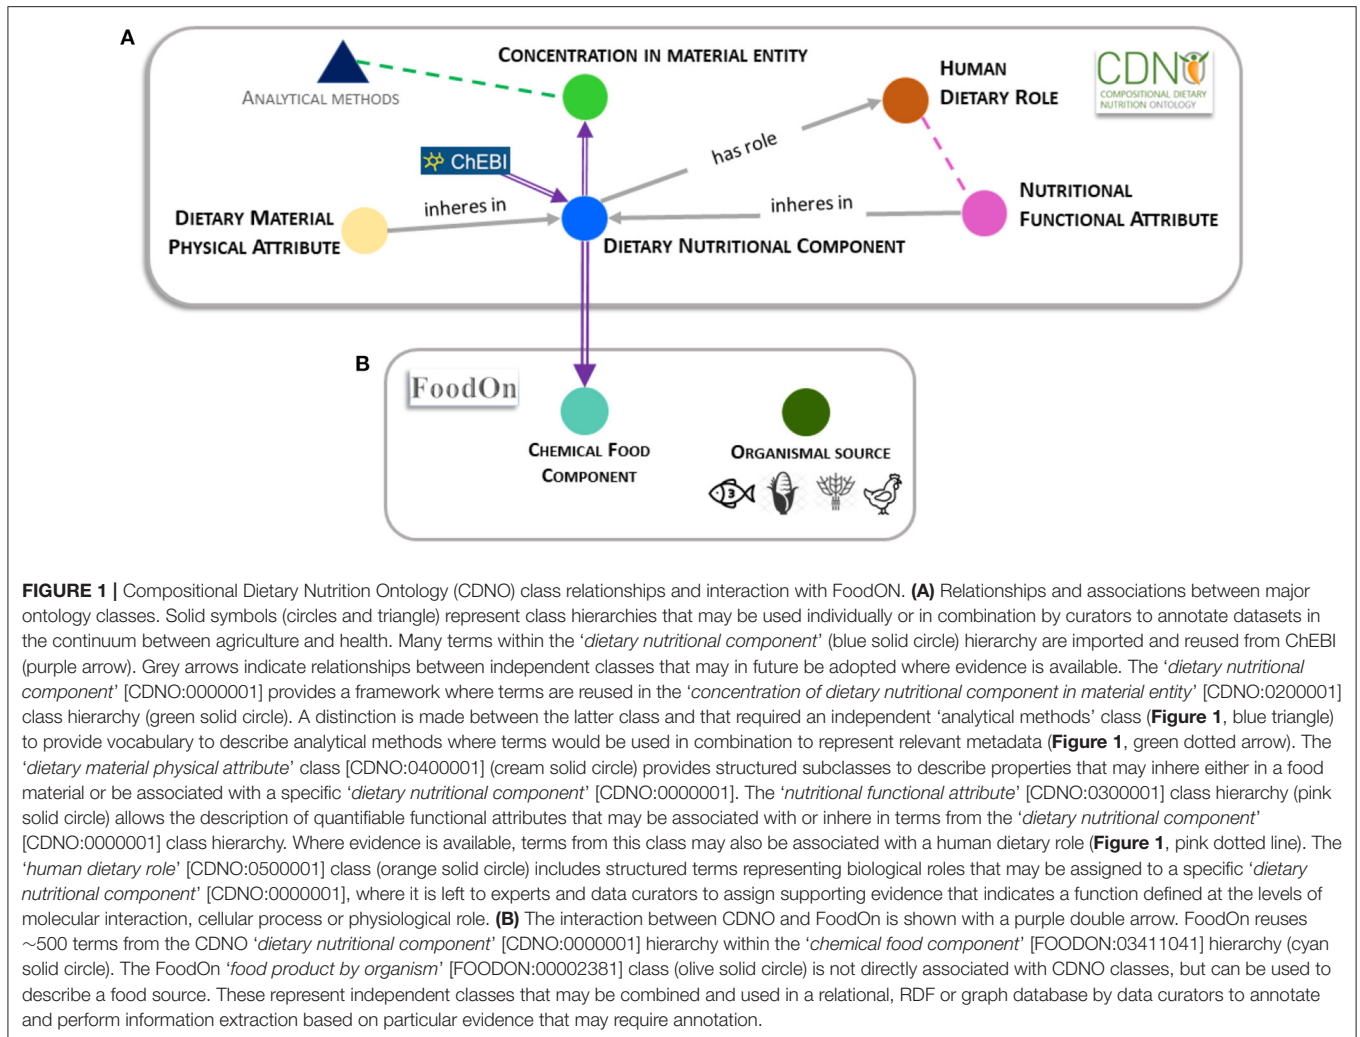 A
CONCENTRATION IN MATERIAL ENTITY
ANALYTICAL METHODS
HUMAN
DIETARY ROLE
CDNO
COMPOSITIONAL DIETARY
NUTRITION ONTOLOGY
has role
ChEBI
inheres in
inheres in
DIETARY MATERIAL
PHYSICAL ATTRIBUTE
NUTRITIONAL
FUNCTIONAL ATTRIBUTE
DIETARY NUTRITIONAL COMPONENT
B
FoodOn
CHEMICAL FOOD
COMPONENT
ORGANISMAL SOURCE
FIGURE 1 | Compositional Dietary Nutrition Ontology (CDNO) class relationships and interaction with FoodON. (A) Relationships and associations between major
ontology classes. Solid symbols (circles and triangle) represent class hierarchies that may be used individually or in combination by curators to annotate datasets in
the continuum between agriculture and health. Many terms within the ‘dietary nutritional component’ (blue solid circle) hierarchy are imported and reused from ChEBI
(purple arrow). Grey arrows indicate relationships between independent classes that may in future be adopted where evidence is available. The ‘dietary nutritional
component’ [CDNO:0000001] provides a framework where terms are reused in the ‘concentration of dietary nutritional component in material entity’ [CDNO:0200001]
class hierarchy (green solid circle). A distinction is made between the latter class and that required an independent ‘analytical methods’ class (Figure 1, blue triangle)
to provide vocabulary to describe analytical methods where terms would be used in combination to represent relevant metadata (Figure 1, green dotted arrow). The
‘dietary material physical attribute’ class [CDNO:0400001] (cream solid circle) provides structured subclasses to describe properties that may inhere either in a food
material or be associated with a specific ‘dietary nutritional component’ [CDNO:0000001]. The ‘nutritional functional attribute’ [CDNO:0300001] class hierarchy (pink
solid circle) allows the description of quantifiable functional attributes that may be associated with or inhere in terms from the ‘dietary nutritional component’
[CDNO:0000001] class hierarchy. Where evidence is available, terms from this class may also be associated with a human dietary role (Figure 1, pink dotted line). The
‘human dietary role’ [CDNO:0500001] class (orange solid circle) includes structured terms representing biological roles that may be assigned to a specific ‘dietary
nutritional component’ [CDNO:0000001], where it is left to experts and data curators to assign supporting evidence that indicates a function defined at the levels of
molecular interaction, cellular process or physiological role. (B) The interaction between CDNO and FoodOn is shown with a purple double arrow. FoodOn reuses
~500 terms from the CDNO ‘dietary nutritional component’ [CDNO:0000001] hierarchy within the ‘chemical food component’ [FOODON:03411041] hierarchy (cyan
solid circle). The FoodOn ‘food product by organism’ [FOODON:00002381] class (olive solid circle) is not directly associated with CDNO classes, but can be used to
describe a food source. These represent independent classes that may be combined and used in a relational, RDF or graph database by data curators to annotate
and perform information extraction based on particular evidence that may require annotation.